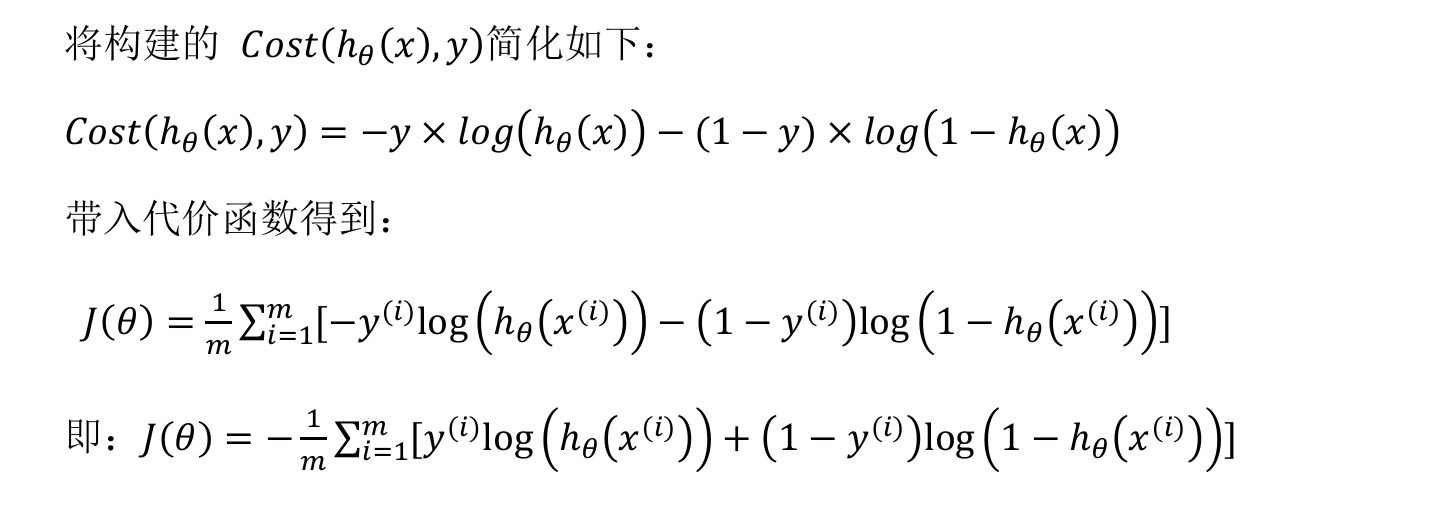 将构建的 Cost(hθ(x), y)简化如下：
Cost(hθ(x), y) = −y × log(hθ(x)) − (1 − y) × log(1 − hθ(x))
带入代价函数得到：
J(θ) = 1/m ∑ᵢ₌₁ᵐ[−y⁽ⁱ⁾log(hθ(x⁽ⁱ⁾)) − (1 − y⁽ⁱ⁾)log(1 − hθ(x⁽ⁱ⁾))]
即：J(θ) = −1/m ∑ᵢ₌₁ᵐ[y⁽ⁱ⁾log(hθ(x⁽ⁱ⁾)) + (1 − y⁽ⁱ⁾)log(1 − hθ(x⁽ⁱ⁾))]